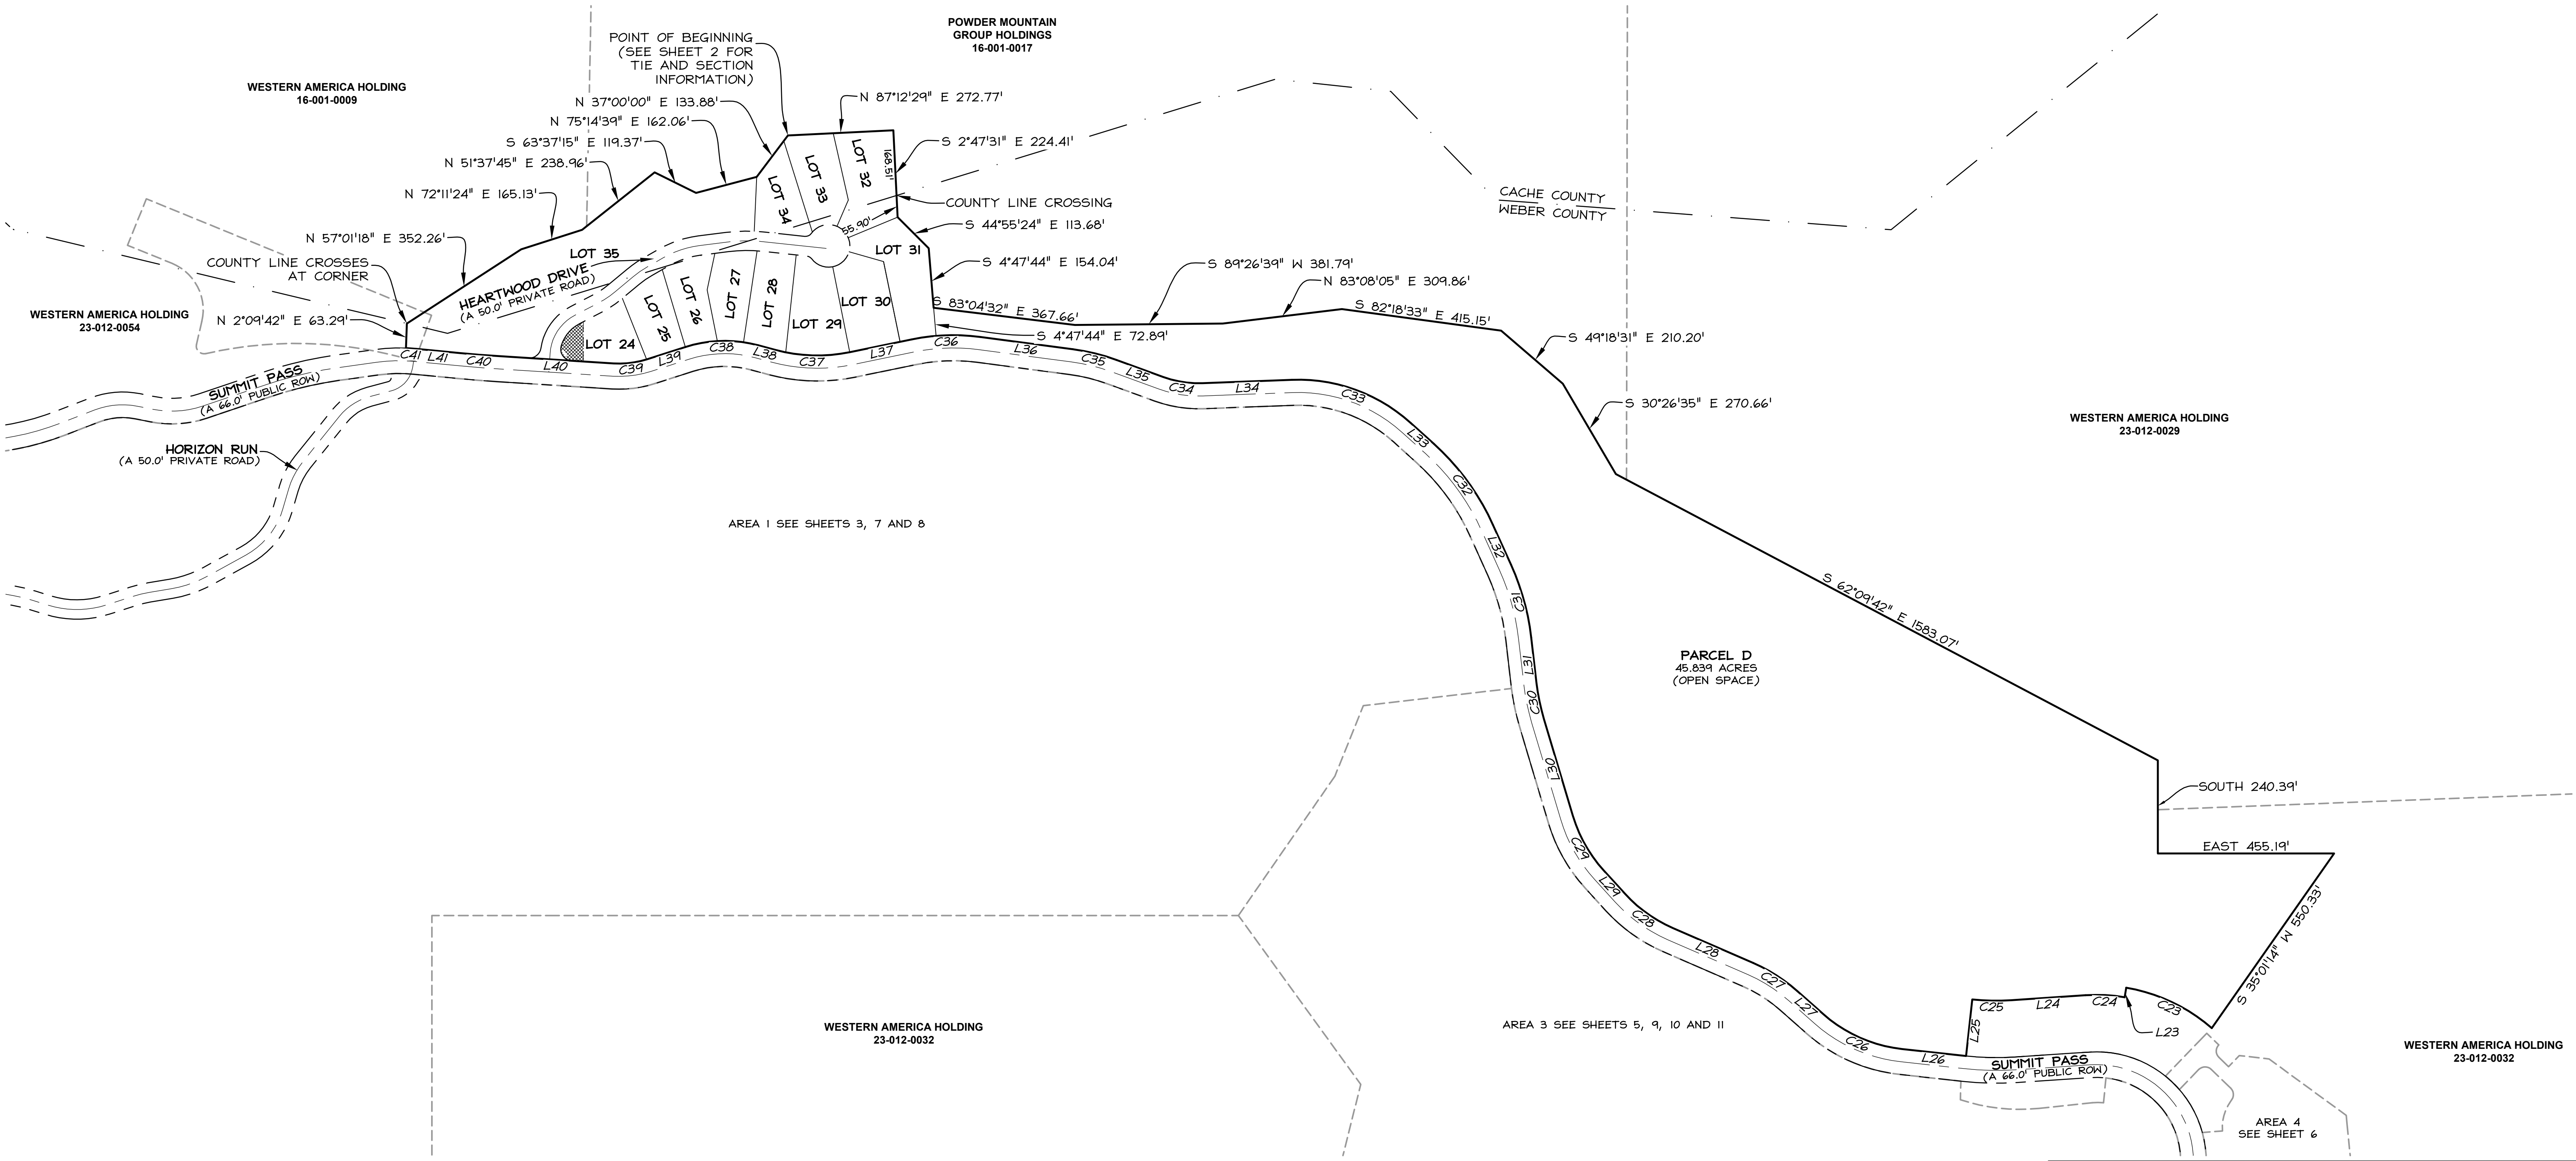 POWDER MOUNTAIN
GROUP HOLDINGS
16-001-0017
POINT OF BEGINNING
(SEE SHEET 2 FOR
TIE AND SECTION
INFORMATION)
WESTERN AMERICA HOLDING
16-001-0009
N 37°00'00" E 133.88'
N 87°12'29" E 272.77'
N 75°14'39" E 162.06'
S 63°37'15" E 119.37'
S 2°47'31" E 224.41'
N 51°37'45" E 238.96'
168.51'
LOT 32
LOT 33
LOT 34
N 72°11'24" E 165.13'
COUNTY LINE CROSSING
CACHE COUNTY
WEBER COUNTY
55.90'
S 44°55'24" E 113.68'
N 57°01'18" E 352.26'
LOT 35
LOT 31
COUNTY LINE CROSSES
AT CORNER
S 4°47'44" E 154.04'
S 89°26'39" W 381.79'
N 83°08'05" E 309.86'
HEARTWOOD DRIVE
(A 50.0' PRIVATE ROAD)
LOT 27
LOT 28
LOT 26
LOT 25
LOT 30
LOT 29
LOT 24
S 83°04'32" E 367.66'
S 82°18'33" E 415.15'
WESTERN AMERICA HOLDING
23-012-0054
N 2°09'42" E 63.29'
S 4°47'44" E 72.89'
S 49°18'31" E 210.20'
C41
L41
C40
L40
C39
L39
C38
L38
C37
L37
C36
L36
C35
L35
C34
L34
C33
SUMMIT PASS
(A 66.0' PUBLIC ROW)
S 30°26'35" E 270.66'
WESTERN AMERICA HOLDING
23-012-0029
HORIZON RUN
(A 50.0' PRIVATE ROAD)
L33
C32
AREA 1 SEE SHEETS 3, 7 AND 8
L32
C31
S 62°09'42" E 1583.07'
PARCEL D
45.839 ACRES
(OPEN SPACE)
L31
C30
L30
SOUTH 240.39'
C29
EAST 455.19'
L29
C28
S 35°01'14" W 550.33'
L28
C27
L27
C25
L24
C24
C23
L23
L25
WESTERN AMERICA HOLDING
23-012-0032
AREA 3 SEE SHEETS 5, 9, 10 AND 11
C26
L26
SUMMIT PASS
(A 66.0' PUBLIC ROW)
WESTERN AMERICA HOLDING
23-012-0032
AREA 4
SEE SHEET 6